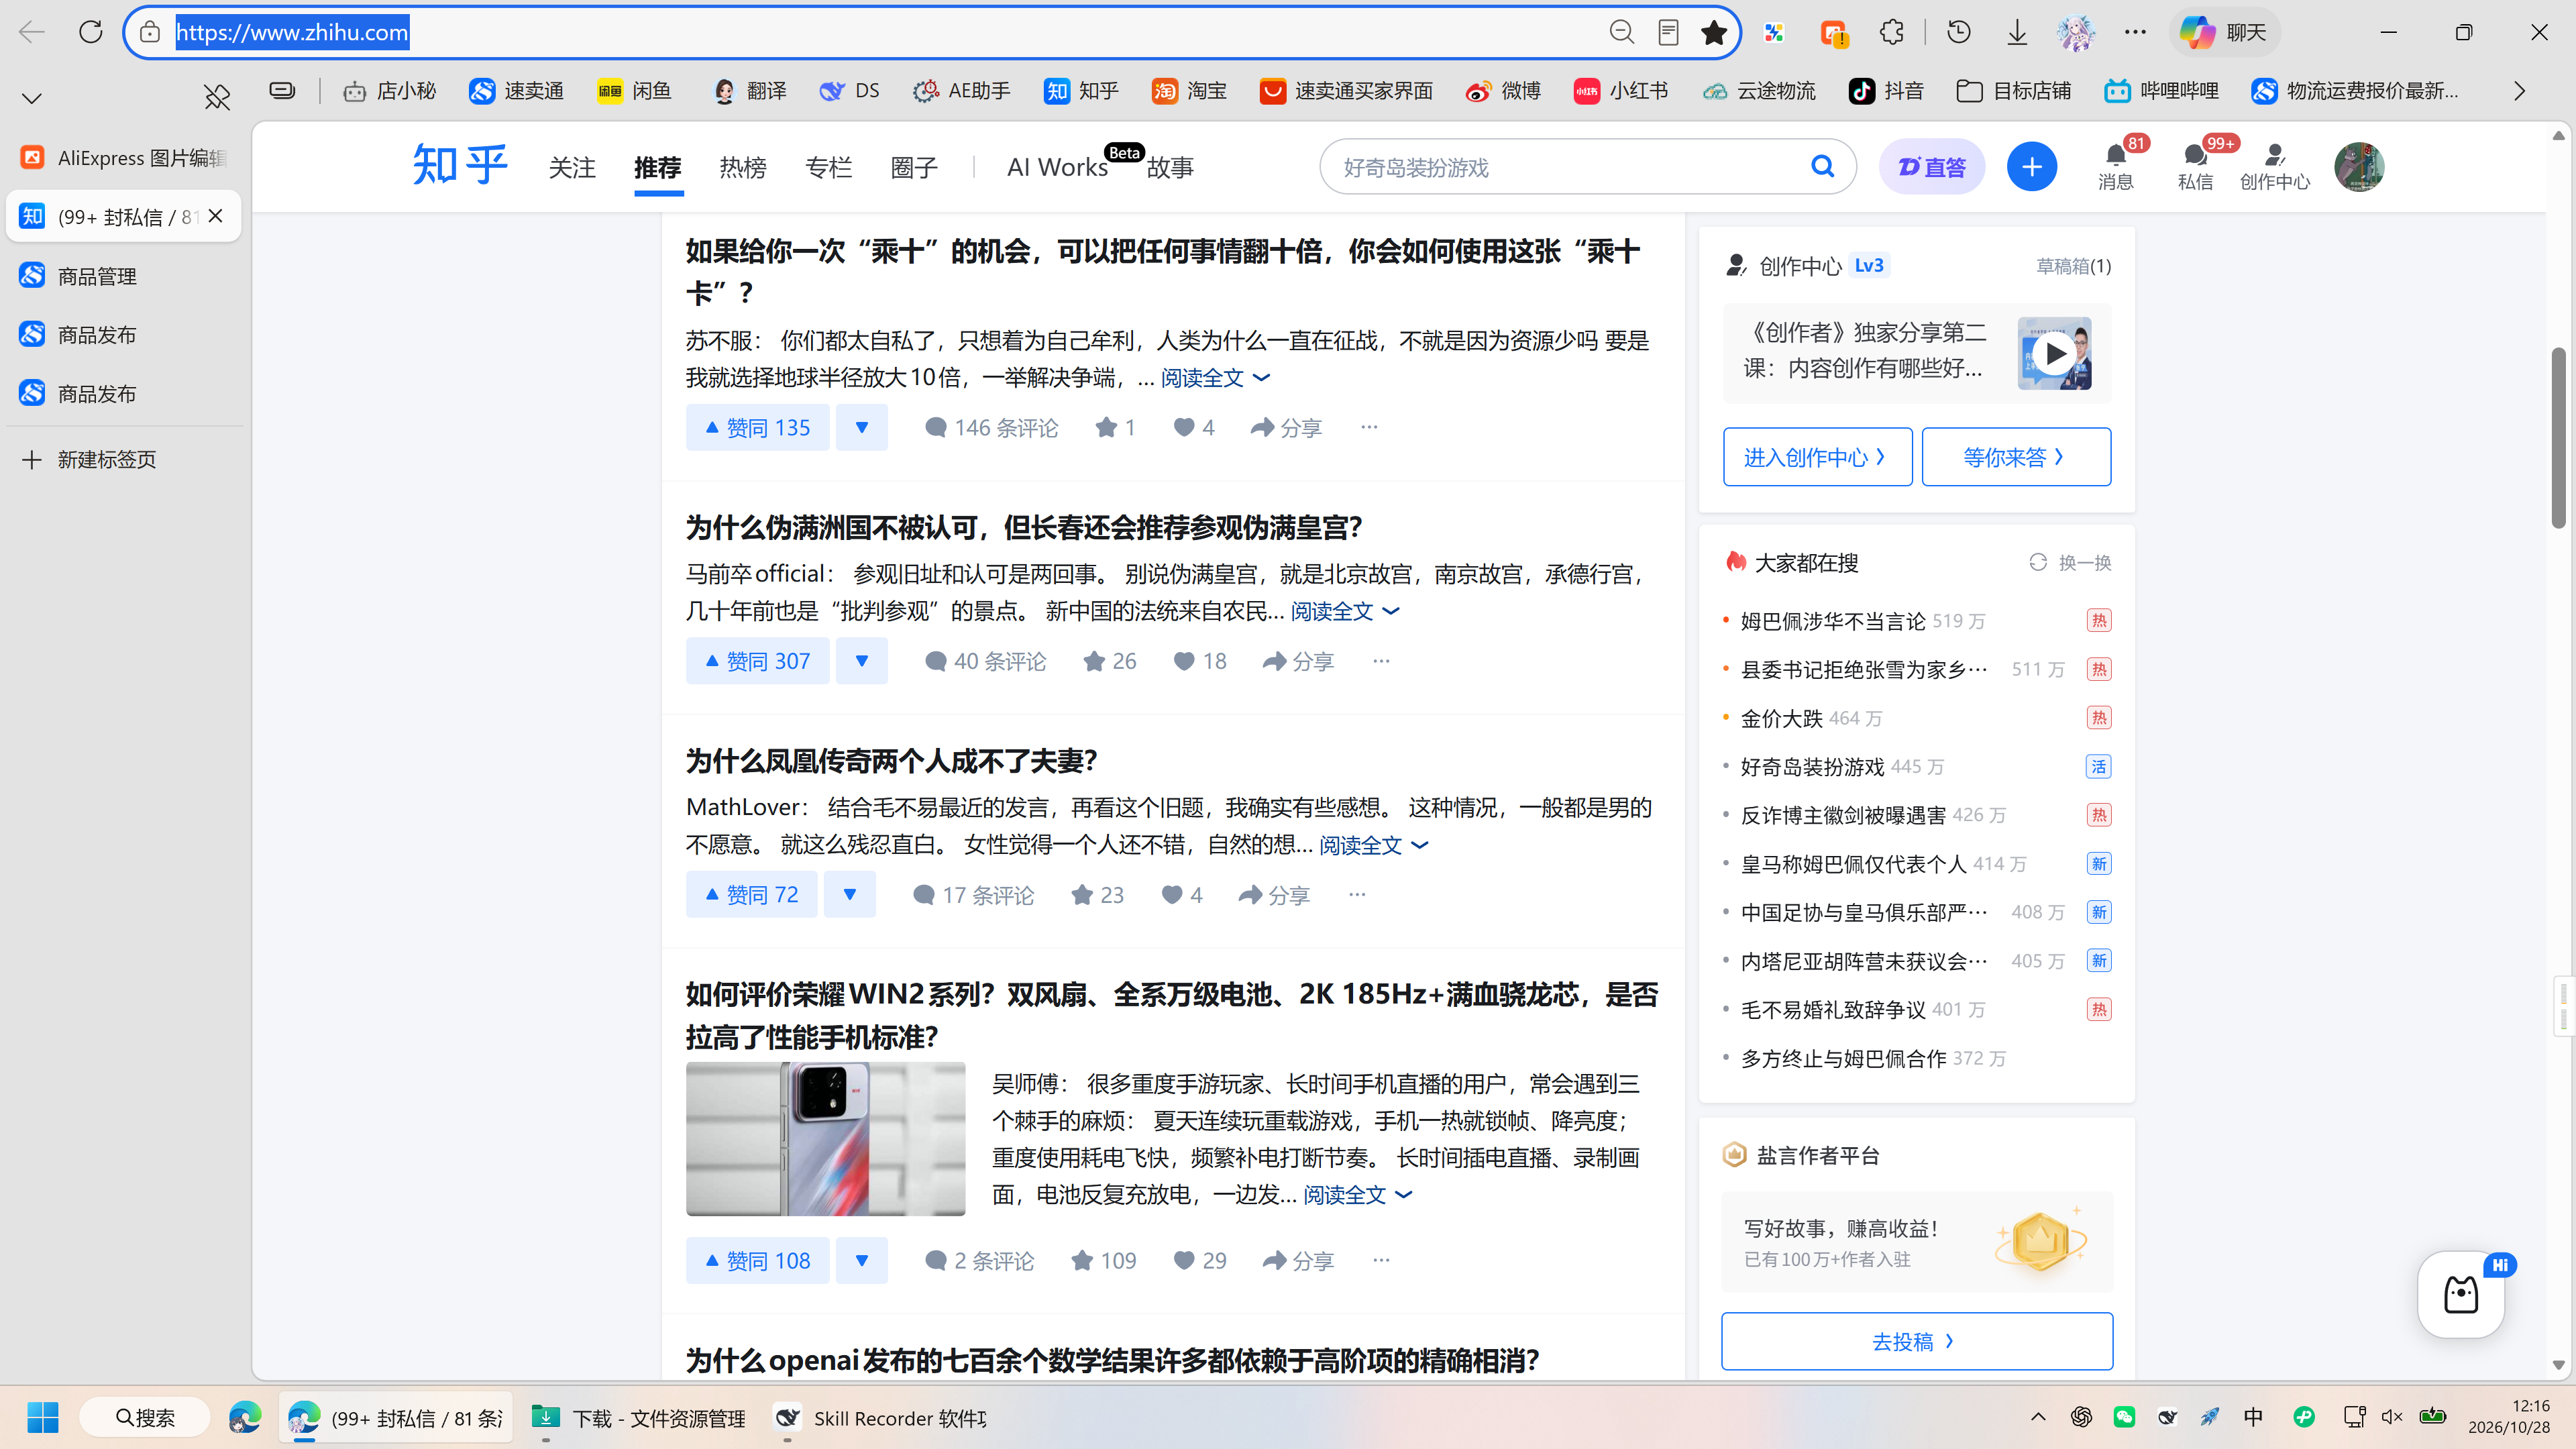 https://www.zhihu.com
聊天
店小秘
速卖通
闲鱼
翻译
DS
AE助手
知乎
淘宝
速卖通买家界面
微博
小红书
云途物流
抖音
目标店铺
哔哩哔哩
物流运费报价最新...
AliExpress 图片编辑
(99+ 封私信 / 81
商品管理
商品发布
商品发布
新建标签页
知乎
关注
推荐
热榜
专栏
圈子
AI Works
Beta
故事
好奇岛装扮游戏
直答
81
消息
99+
私信
创作中心
如果给你一次“乘十”的机会，可以把任何事情翻十倍，你会如何使用这张“乘十
卡”？
苏不服： 你们都太自私了，只想着为自己牟利，人类为什么一直在征战，不就是因为资源少吗 要是
我就选择地球半径放大10倍，一举解决争端，... 阅读全文
赞同 135
146 条评论
1
4
分享
为什么伪满洲国不被认可，但长春还会推荐参观伪满皇宫？
马前卒official： 参观旧址和认可是两回事。 别说伪满皇宫，就是北京故宫，南京故宫，承德行宫，
几十年前也是“批判参观”的景点。 新中国的法统来自农民... 阅读全文
赞同 307
40 条评论
26
18
分享
为什么凤凰传奇两个人成不了夫妻？
MathLover： 结合毛不易最近的发言，再看这个旧题，我确实有些感想。 这种情况，一般都是男的
不愿意。 就这么残忍直白。 女性觉得一个人还不错，自然的想... 阅读全文
赞同 72
17 条评论
23
4
分享
如何评价荣耀WIN2系列？双风扇、全系万级电池、2K 185Hz+满血骁龙芯，是否
拉高了性能手机标准？
吴师傅： 很多重度手游玩家、长时间手机直播的用户，常会遇到三
个棘手的麻烦： 夏天连续玩重载游戏，手机一热就锁帧、降亮度；
重度使用耗电飞快，频繁补电打断节奏。 长时间插电直播、录制画
面，电池反复充放电，一边发... 阅读全文
赞同 108
2 条评论
109
29
分享
为什么openai发布的七百余个数学结果许多都依赖于高阶项的精确相消？
创作中心 Lv3
草稿箱(1)
《创作者》独家分享第二
课：内容创作有哪些好...
进入创作中心
等你来答
大家都在搜
换一换
姆巴佩涉华不当言论 519 万 热
县委书记拒绝张雪为家乡… 511 万 热
金价大跌 464 万 热
好奇岛装扮游戏 445 万 活
反诈博主徽剑被曝遇害 426 万 热
皇马称姆巴佩仅代表个人 414 万 新
中国足协与皇马俱乐部严… 408 万 新
内塔尼亚胡阵营未获议会… 405 万 新
毛不易婚礼致辞争议 401 万 热
多方终止与姆巴佩合作 372 万
盐言作者平台
写好故事，赚高收益！
已有100万+作者入驻
去投稿
Hi
搜索
(99+ 封私信 / 81 条
下载 - 文件资源管理
Skill Recorder 软件
中
12:16
2026/10/28